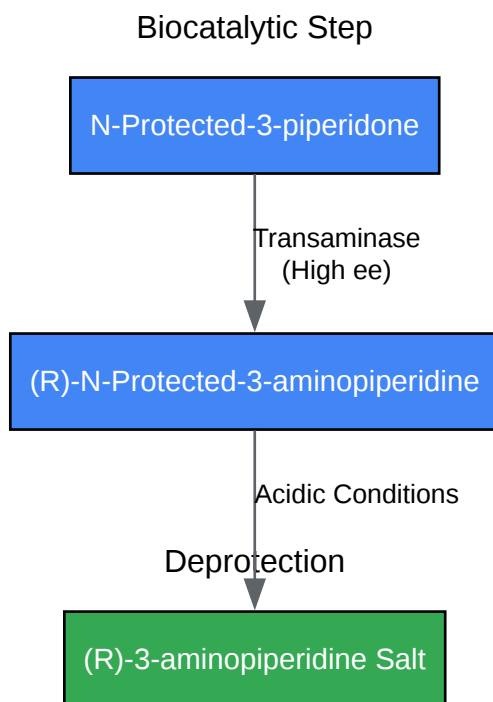 Biocatalytic Step
N-Protected-3-piperidone
Transaminase
(High ee)
(R)-N-Protected-3-aminopiperidine
Acidic Conditions
Deprotection
(R)-3-aminopiperidine Salt